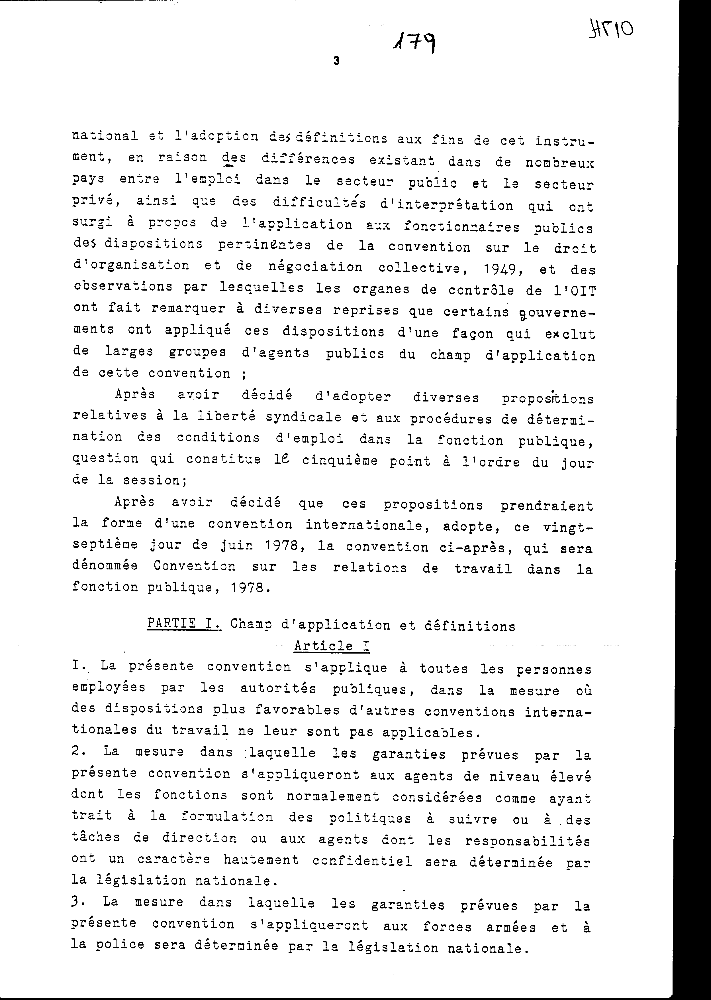 179
3
national et l'adoption des définitions aux fins de cet instru-
ment, en raison des différences existant dans de nombreux
pays entre l'emploi dans le secteur public et le secteur
privé, ainsi que des difficultés d'interprétation qui ont
surgi à propos de l'application aux fonctionnaires publics
des dispositions pertinentes de la convention sur le droit
d'organisation et de négociation collective, 1949, et des
observations par lesquelles les organes de contrôle de l'OIT
ont fait remarquer à diverses reprises que certains gouverne-
ments ont appliqué ces dispositions d'une façon qui exclut
de larges groupes d'agents publics du champ d'application
de cette convention ;
Après avoir décidé d'adopter diverses propositions
relatives à la liberté syndicale et aux procédures de détermi-
nation des conditions d'emploi dans la fonction publique,
question qui constitue le cinquième point à l'ordre du jour
de la session;
Après avoir décidé que ces propositions prendraient
la forme d'une convention internationale, adopte, ce vingt-
septième jour de juin 1978, la convention ci-après, qui sera
dénommée Convention sur les relations de travail dans la
fonction publique, 1978.
PARTIE I. Champ d'application et définitions
Article I
I. La présente convention s'applique à toutes les personnes
employées par les autorités publiques, dans la mesure où
des dispositions plus favorables d'autres conventions interna-
tionales du travail ne leur sont pas applicables.
2. La mesure dans laquelle les garanties prévues par la
présente convention s'appliqueront aux agents de niveau élevé
dont les fonctions sont normalement considérées comme ayant
trait à la formulation des politiques à suivre ou à des
tâches de direction ou aux agents dont les responsabilités
ont un caractère hautement confidentiel sera déterminée par
la législation nationale.
3. La mesure dans laquelle les garanties prévues par la
présente convention s'appliqueront aux forces armées et à
la police sera déterminée par la législation nationale.